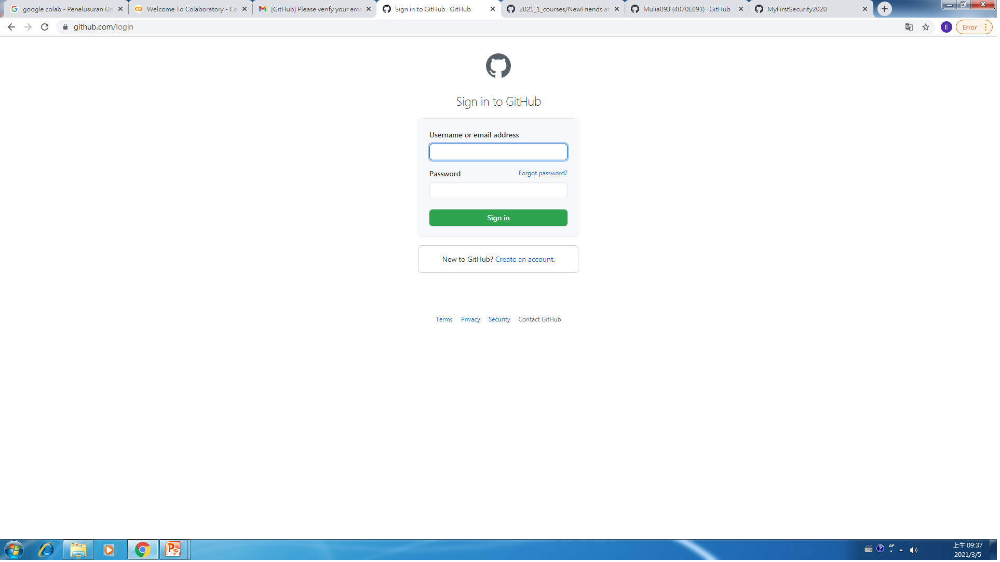 google colab - Penelusuran Go
Welcome To Colaboratory - Co
[GitHub] Please verify your ema
Sign in to GitHub · GitHub
2021_1_courses/NewFriends at
Mulia093 (4070E093) · GitHub
MyFirstSecurity2020
github.com/login
E
Error
Sign in to GitHub
Username or email address
Password
Forgot password?
Sign in
New to GitHub? Create an account.
Terms
Privacy
Security
Contact GitHub
上午 09:37
2021/3/5